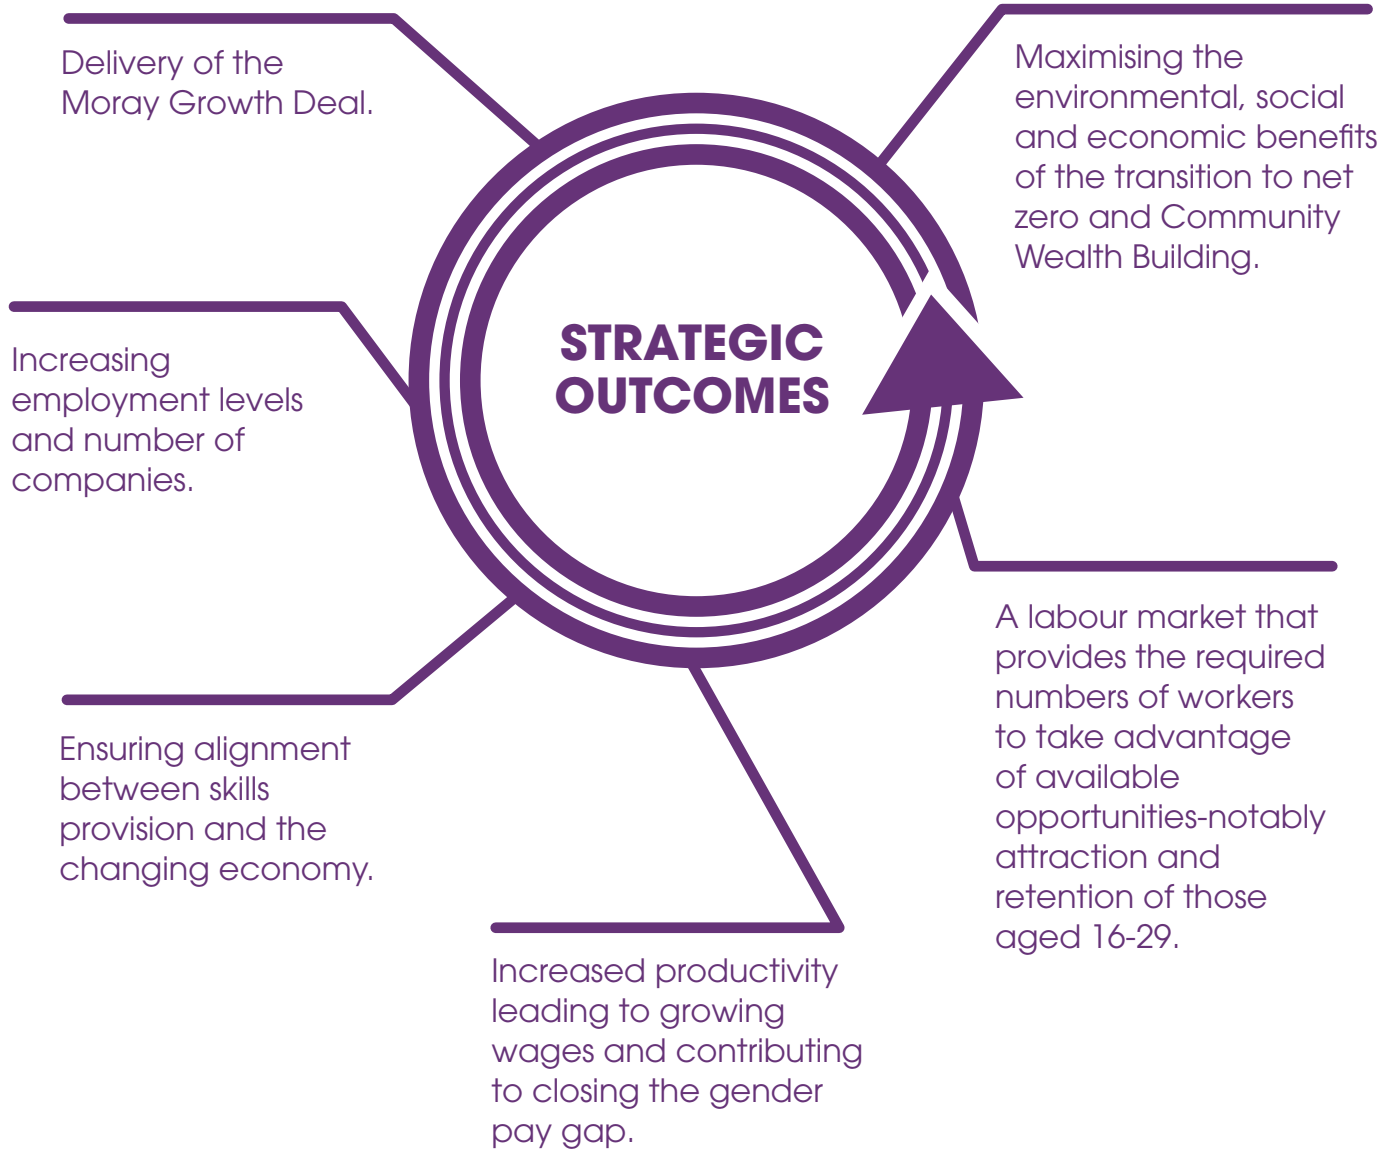 Delivery of the
Moray Growth Deal.
Maximising the
environmental, social
and economic benefits
of the transition to net
zero and Community
Wealth Building.
STRATEGIC
OUTCOMES
Increasing
employment levels
and number of
companies.
A labour market that
provides the required
numbers of workers
to take advantage
of available
opportunities-notably
attraction and
retention of those
aged 16-29.
Ensuring alignment
between skills
provision and the
changing economy.
Increased productivity
leading to growing
wages and contributing
to closing the gender
pay gap.